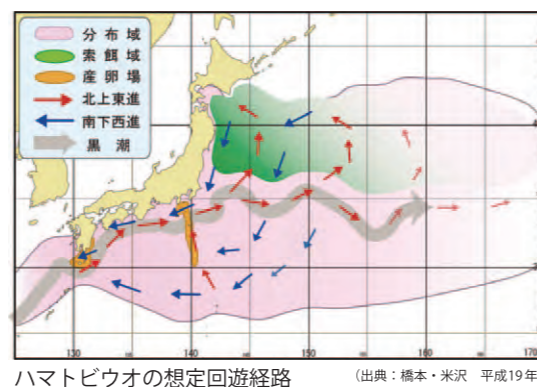 分布域
索餌域
産卵場
北上東進
南下西進
黒潮
130 140 150 160 170
ハマトビウオの想定回遊経路
(出典:橋本・米沢 平成19年